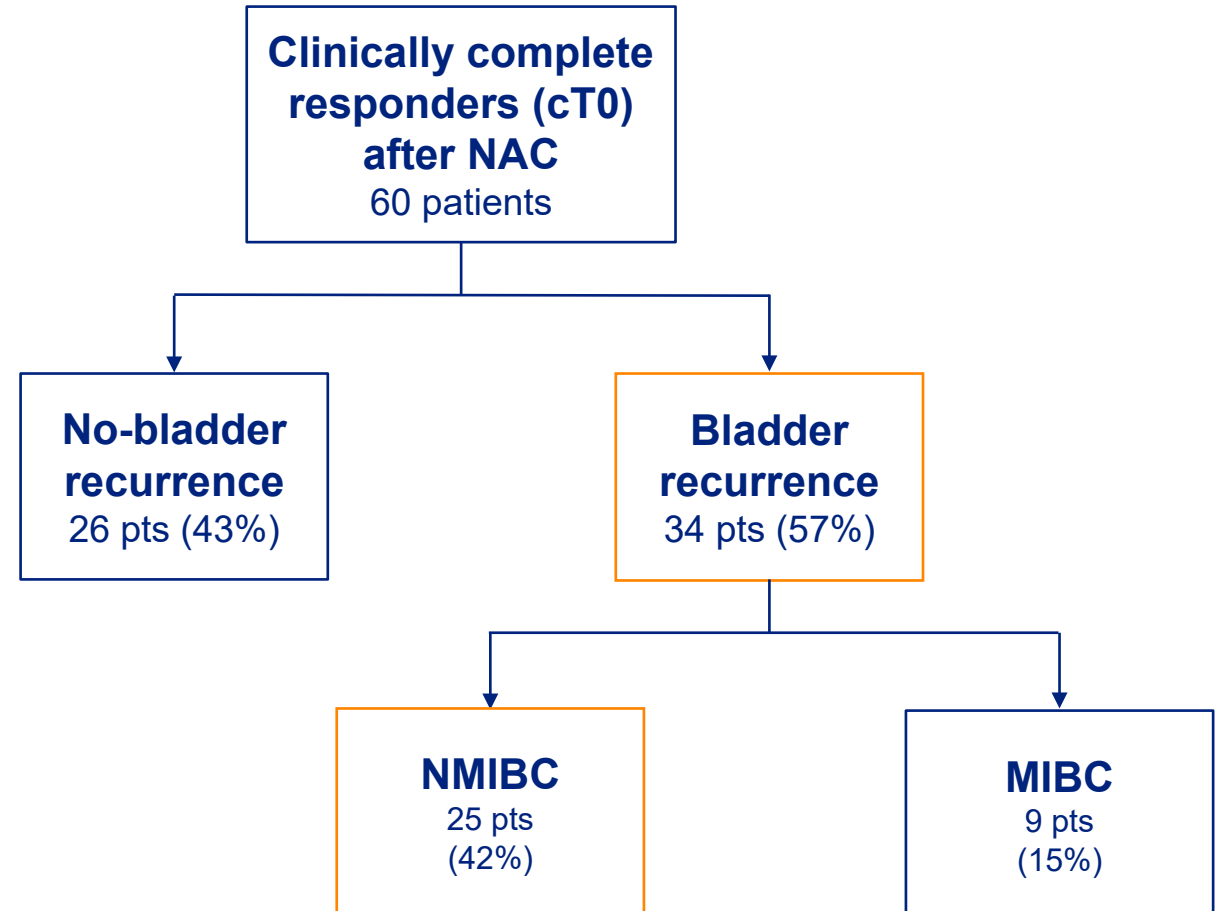 Clinically complete
responders (cT0)
after NAC
60 patients
No-bladder
recurrence
26 pts (43%)
Bladder
recurrence
34 pts (57%)
NMIBC
25 pts
(42%)
MIBC
9 pts
(15%)